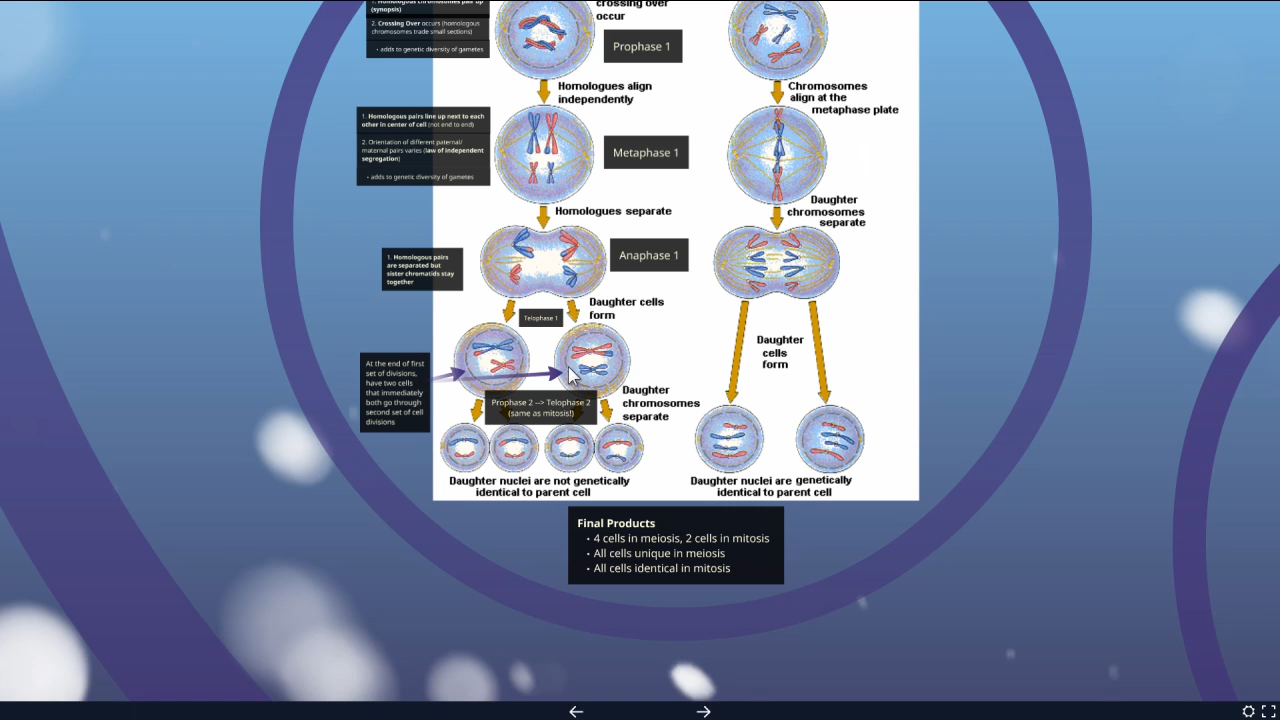 1. Homologous chromosomes pair up
(synopsis)
2. Crossing Over occurs (homologous
chromosomes trade small sections)
• adds to genetic diversity of gametes
crossing over
occur
Prophase 1
Homologues align
independently
Chromosomes
align at the
metaphase plate
1. Homologous pairs line up next to each
other in center of cell (not end to end)
2. Orientation of different paternal/
maternal pairs varies (law of independent
segregation)
• adds to genetic diversity of gametes
Metaphase 1
Homologues separate
Daughter
chromosomes
separate
1. Homologous pairs
are separated but
sister chromatids stay
together
Anaphase 1
Daughter cells
form
Telophase 1
Daughter
cells
form
At the end of first
set of divisions,
have two cells
that immediately
both go through
second set of cell
divisions
Prophase 2 --> Telophase 2
(same as mitosis!)
Daughter
chromosomes
separate
Daughter nuclei are not genetically
identical to parent cell
Daughter nuclei are genetically
identical to parent cell
Final Products
• 4 cells in meiosis, 2 cells in mitosis
• All cells unique in meiosis
• All cells identical in mitosis